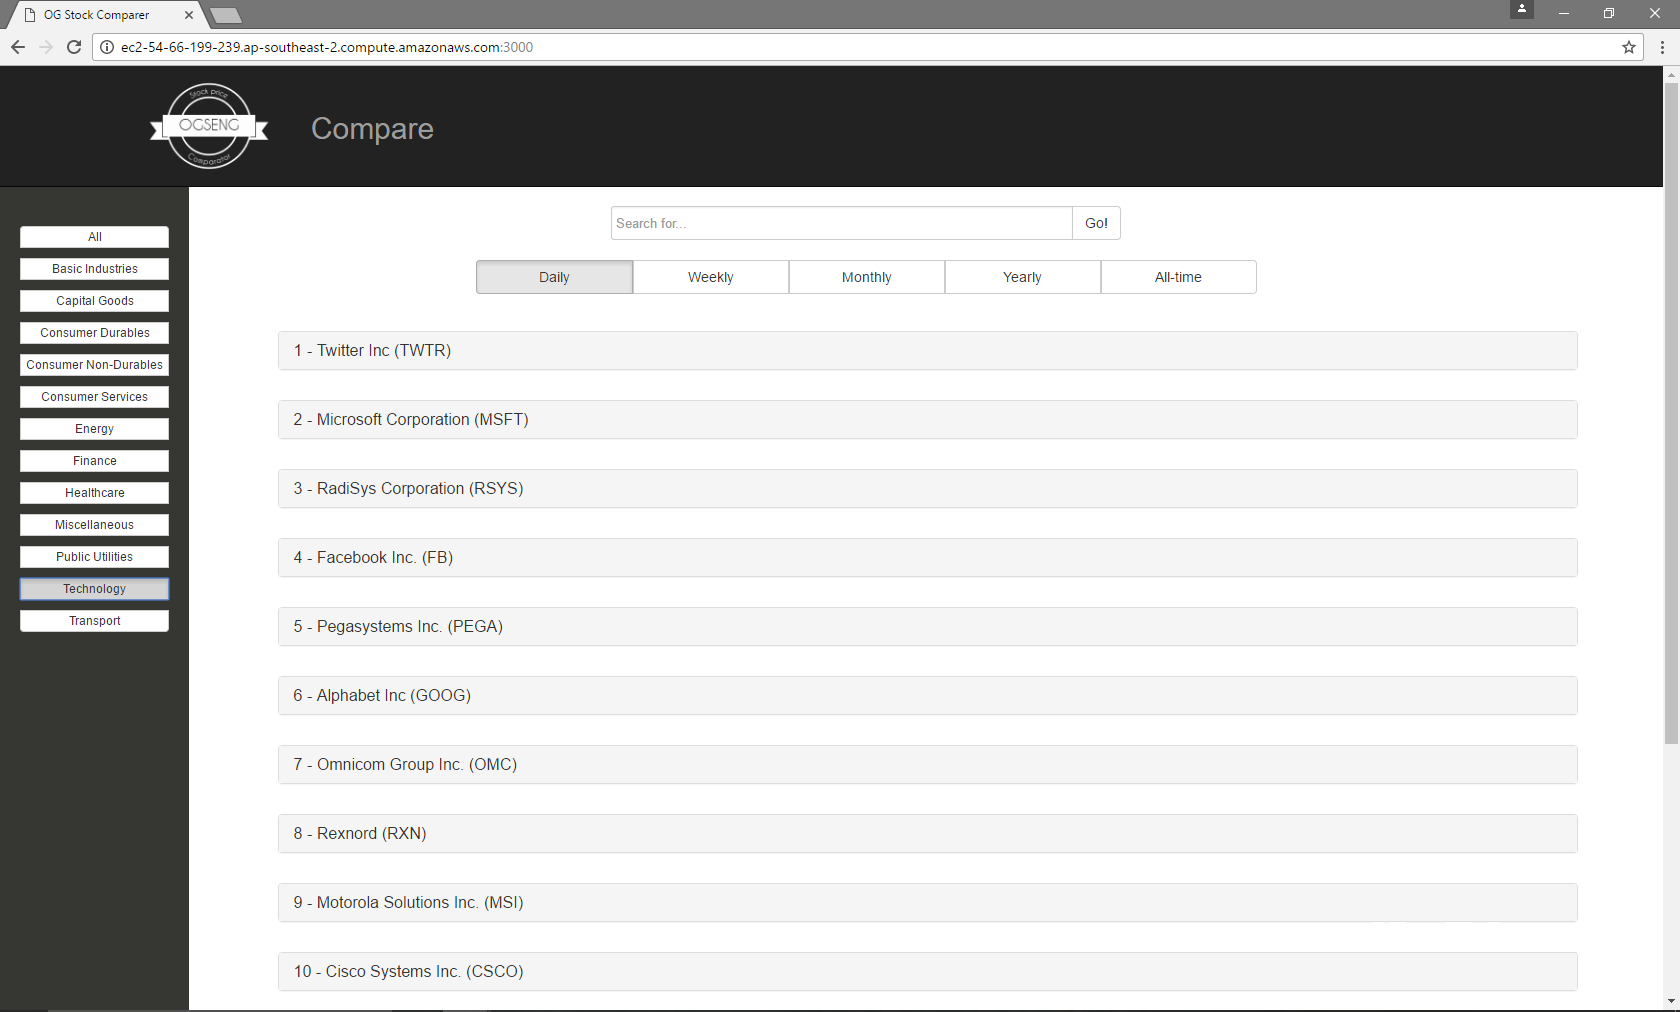 OG Stock Comparer
ec2-54-66-199-239.ap-southeast-2.compute.amazonaws.com:3000
Stock price
OGSENG
Comparator
Compare
Search for...
Go!
Daily
Weekly
Monthly
Yearly
All-time
All
Basic Industries
Capital Goods
Consumer Durables
Consumer Non-Durables
Consumer Services
Energy
Finance
Healthcare
Miscellaneous
Public Utilities
Technology
Transport
1 - Twitter Inc (TWTR)
2 - Microsoft Corporation (MSFT)
3 - RadiSys Corporation (RSYS)
4 - Facebook Inc. (FB)
5 - Pegasystems Inc. (PEGA)
6 - Alphabet Inc (GOOG)
7 - Omnicom Group Inc. (OMC)
8 - Rexnord (RXN)
9 - Motorola Solutions Inc. (MSI)
10 - Cisco Systems Inc. (CSCO)